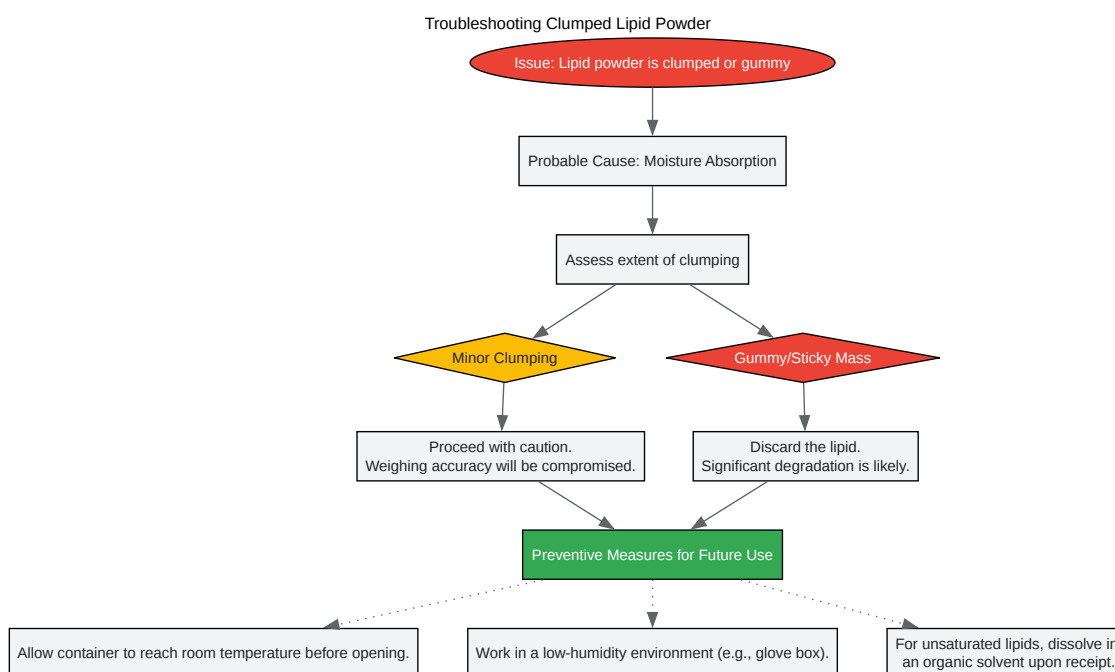 Troubleshooting Clumped Lipid Powder
Issue: Lipid powder is clumped or gummy
Probable Cause: Moisture Absorption
Assess extent of clumping
Minor Clumping
Gummy/Sticky Mass
Proceed with caution.
Weighing accuracy will be compromised.
Discard the lipid.
Significant degradation is likely.
Preventive Measures for Future Use
Allow container to reach room temperature before opening.
Work in a low-humidity environment (e.g., glove box).
For unsaturated lipids, dissolve in
an organic solvent upon receipt.